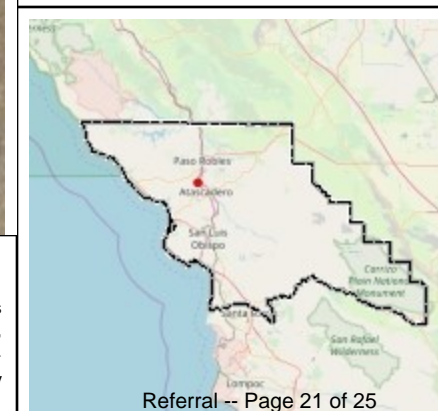 Paso Robles
Atascadero
San Luis
Obispo
Carrizo
Plain National
Monument
San Rafael
Wilderness
Lompoc
Referral -- Page 21 of 25